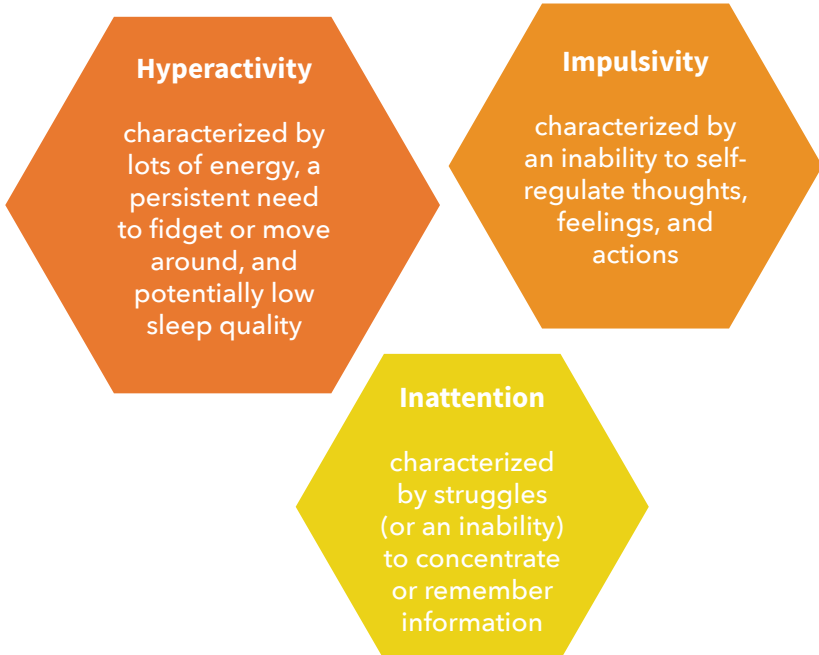 Hyperactivity
characterized by
lots of energy, a
persistent need
to fidget or move
around, and
potentially low
sleep quality
Impulsivity
characterized by
an inability to self-
regulate thoughts,
feelings, and
actions
Inattention
characterized
by struggles
(or an inability)
to concentrate
or remember
information